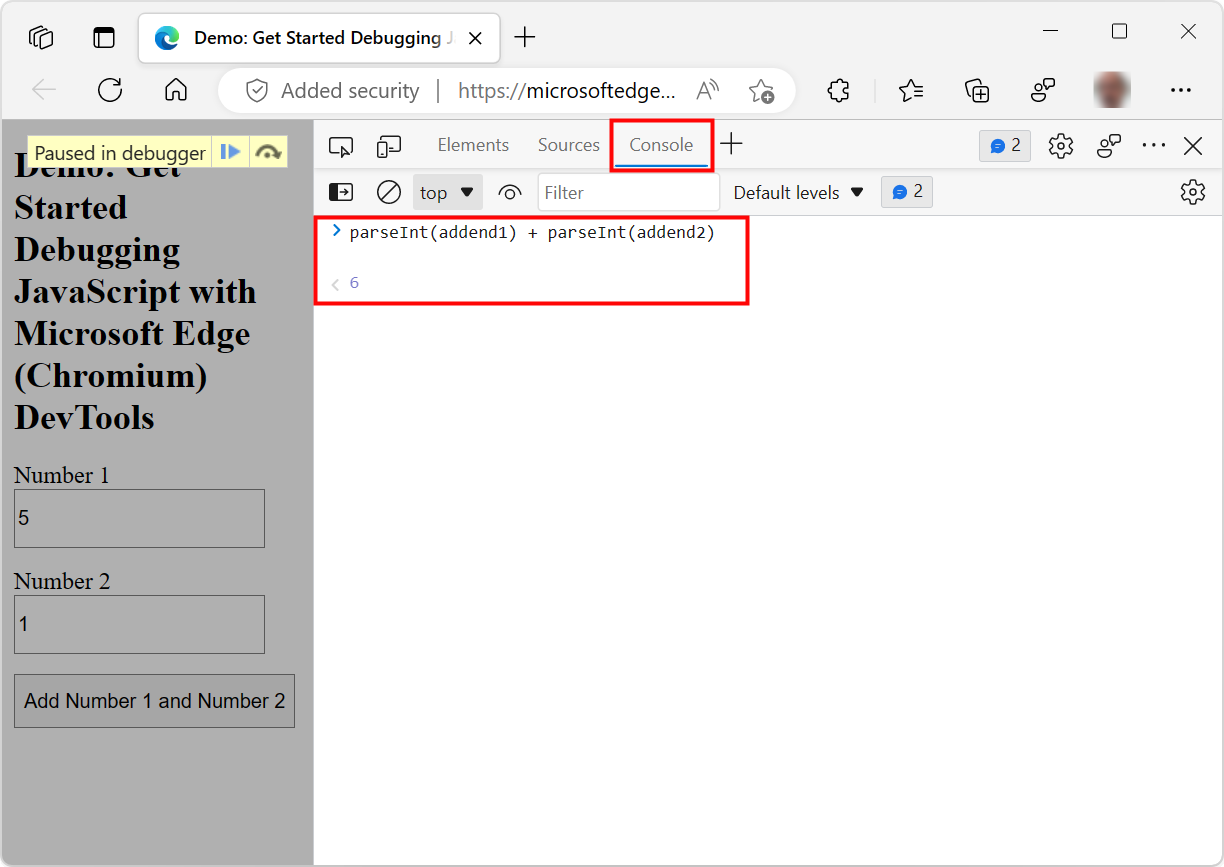 Demo: Get Started Debugging J
Added security
https://microsoftedge...
Paused in debugger
Demo: Get
Started
Debugging
JavaScript with
Microsoft Edge
(Chromium)
DevTools
Number 1
5
Number 2
1
Add Number 1 and Number 2
Elements
Sources
Console
2
top
Filter
Default levels
2
> parseInt(addend1) + parseInt(addend2)
< 6